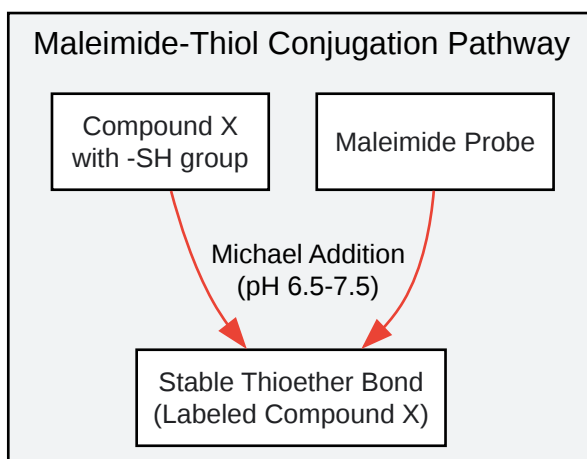 Maleimide-Thiol Conjugation Pathway
Compound X
with -SH group
Maleimide Probe
Michael Addition
(pH 6.5-7.5)
Stable Thioether Bond
(Labeled Compound X)